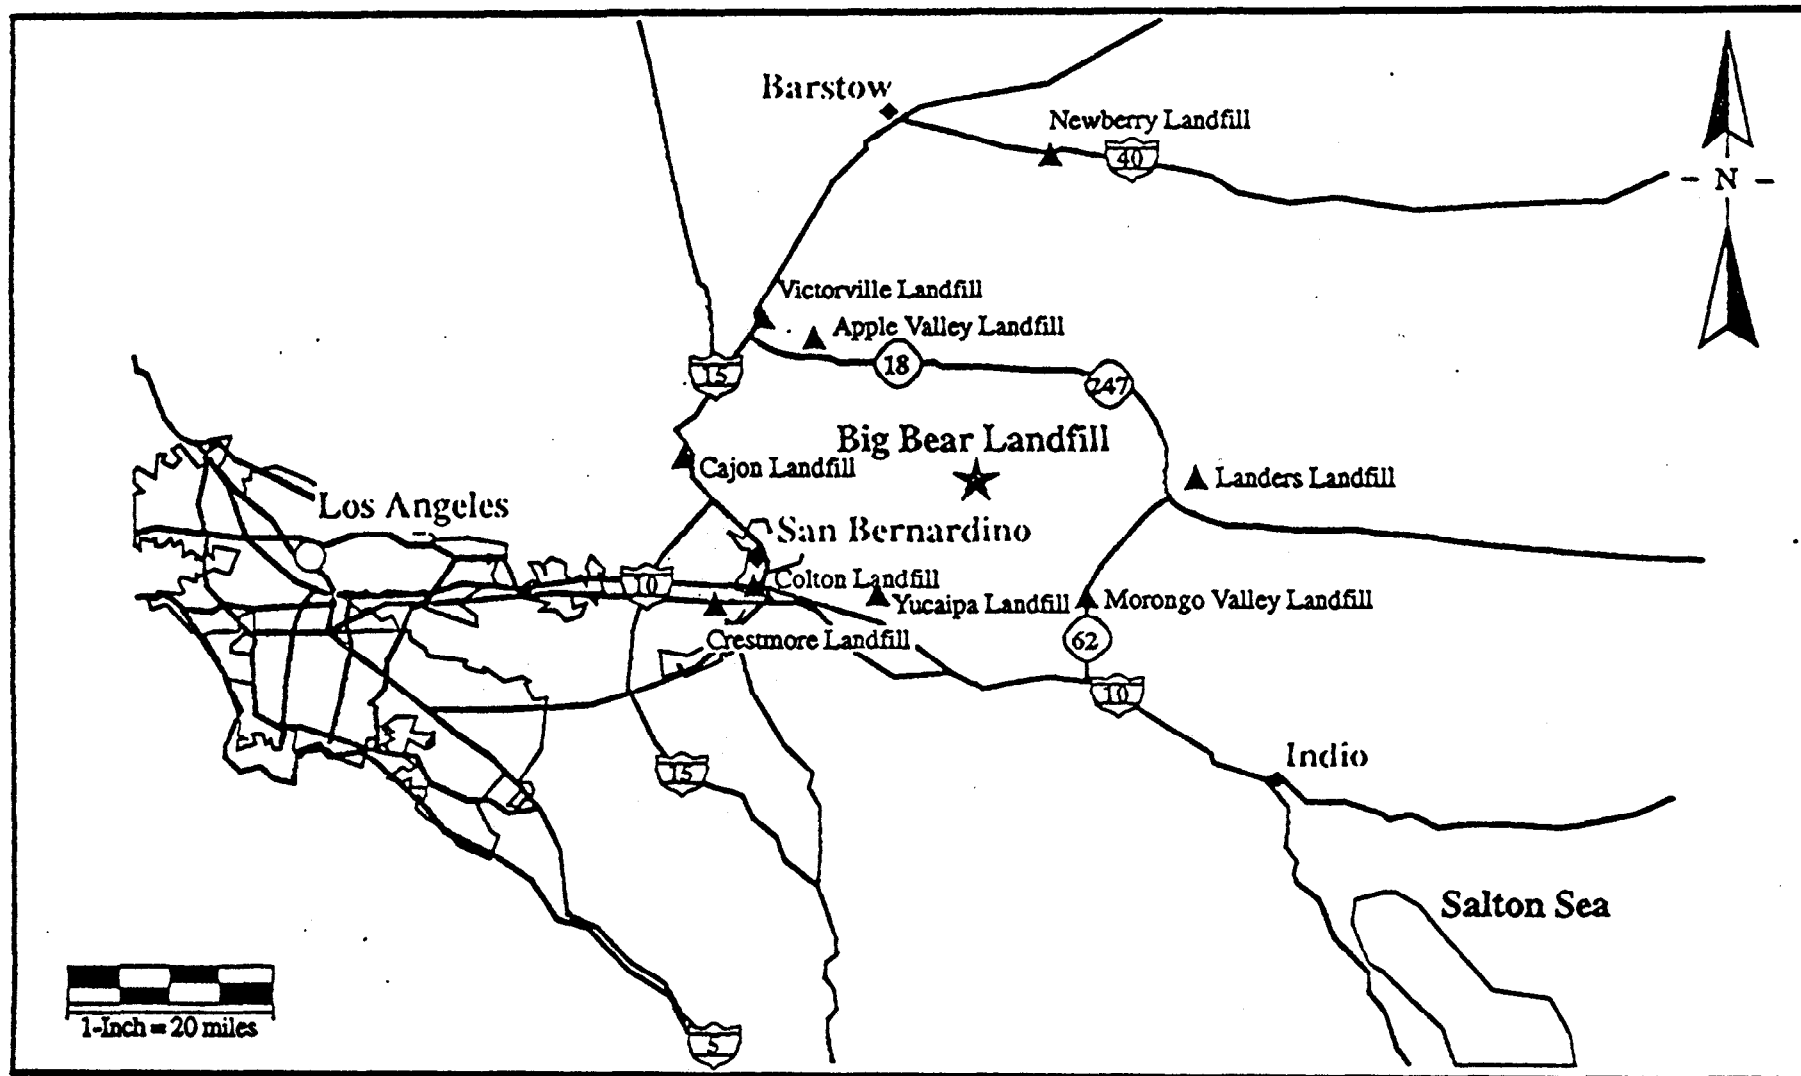 Barstow
Newberry Landfill
40
- N -
Victorville Landfill
Apple Valley Landfill
15
18
247
Big Bear Landfill
Cajon Landfill
Landers Landfill
Los Angeles
San Bernardino
10
Colton Landfill
Yucaipa Landfill
Morongo Valley Landfill
Crestmore Landfill
62
10
Indio
15
Salton Sea
1-Inch = 20 miles
5